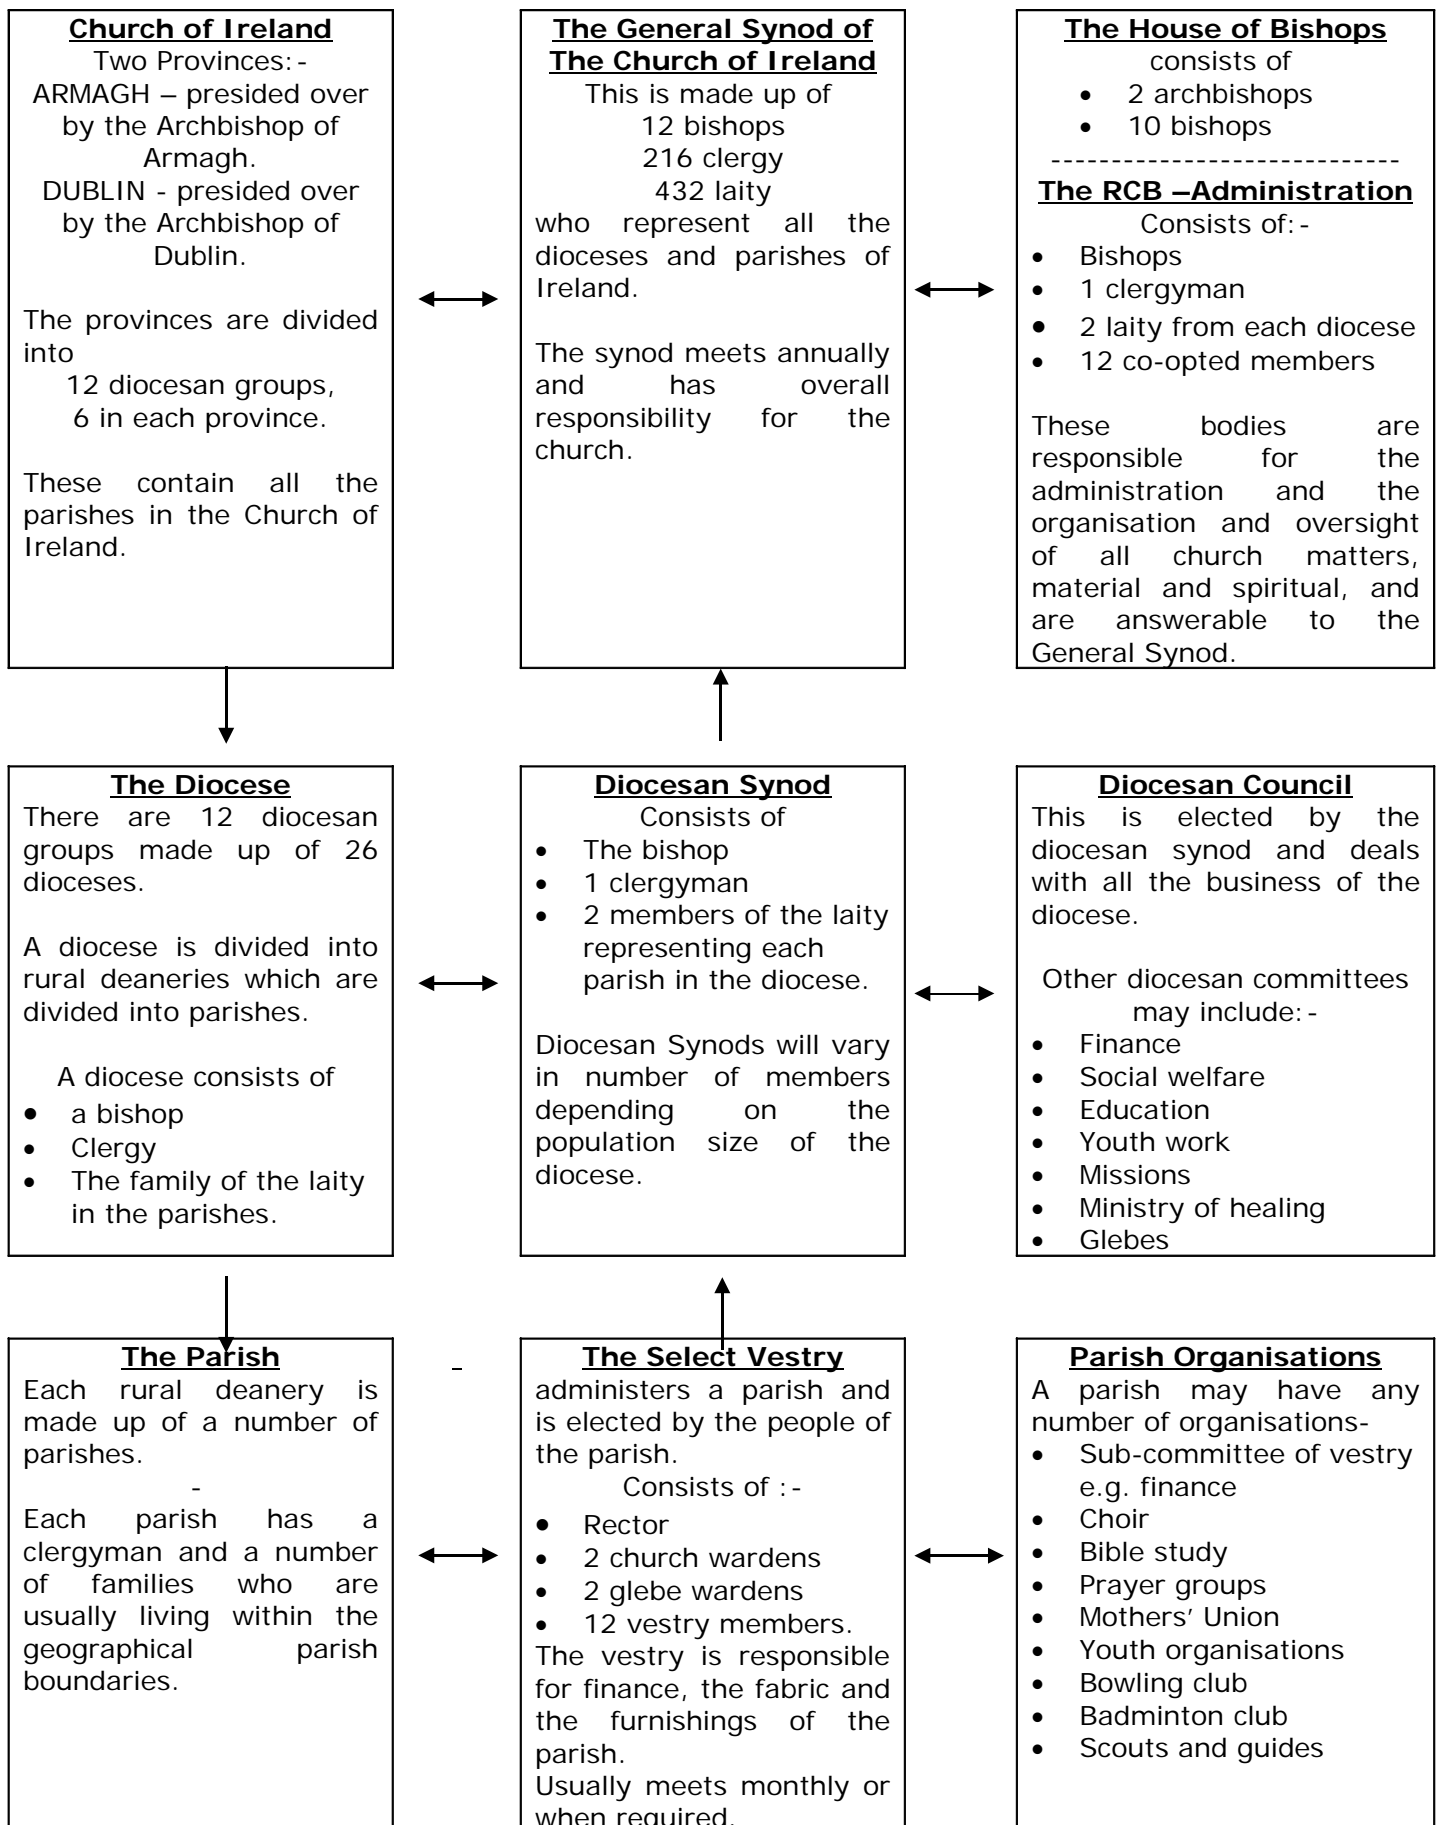 Church of Ireland
Two Provinces:-
ARMAGH – presided over
by the Archbishop of
Armagh.
DUBLIN - presided over
by the Archbishop of
Dublin.
The provinces are divided
into
12 diocesan groups,
6 in each province.
These contain all the
parishes in the Church of
Ireland.
The General Synod of
The Church of Ireland
This is made up of
12 bishops
216 clergy
432 laity
who represent all the
dioceses and parishes of
Ireland.
The synod meets annually
and has overall
responsibility for the
church.
The House of Bishops
consists of
• 2 archbishops
• 10 bishops
-----------------------------
The RCB –Administration
Consists of:-
• Bishops
• 1 clergyman
• 2 laity from each diocese
• 12 co-opted members
These bodies are
responsible for the
administration and the
organisation and oversight
of all church matters,
material and spiritual, and
are answerable to the
General Synod.
The Diocese
There are 12 diocesan
groups made up of 26
dioceses.
A diocese is divided into
rural deaneries which are
divided into parishes.
A diocese consists of
• a bishop
• Clergy
• The family of the laity
in the parishes.
Diocesan Synod
Consists of
• The bishop
• 1 clergyman
• 2 members of the laity
representing each
parish in the diocese.
Diocesan Synods will vary
in number of members
depending on the
population size of the
diocese.
Diocesan Council
This is elected by the
diocesan synod and deals
with all the business of the
diocese.
Other diocesan committees
may include:-
• Finance
• Social welfare
• Education
• Youth work
• Missions
• Ministry of healing
• Glebes
The Parish
Each rural deanery is
made up of a number of
parishes.
-
Each parish has a
clergyman and a number
of families who are
usually living within the
geographical parish
boundaries.
-
The Select Vestry
administers a parish and
is elected by the people of
the parish.
Consists of :-
• Rector
• 2 church wardens
• 2 glebe wardens
• 12 vestry members.
The vestry is responsible
for finance, the fabric and
the furnishings of the
parish.
Usually meets monthly or
when required.
Parish Organisations
A parish may have any
number of organisations-
• Sub-committee of vestry
e.g. finance
• Choir
• Bible study
• Prayer groups
• Mothers’ Union
• Youth organisations
• Bowling club
• Badminton club
• Scouts and guides